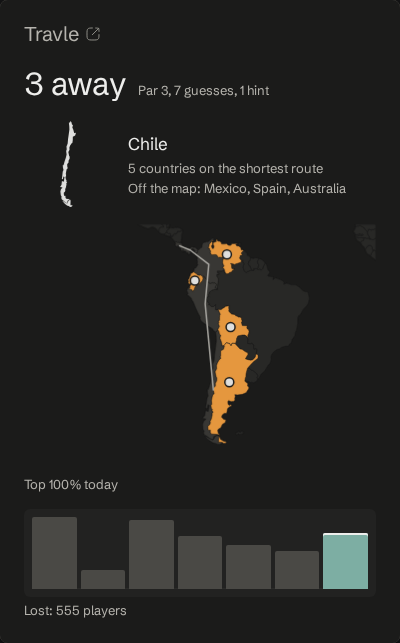 Travle
3 away Par 3, 7 guesses, 1 hint
Chile
5 countries on the shortest route
Off the map: Mexico, Spain, Australia
Top 100% today
Lost: 555 players